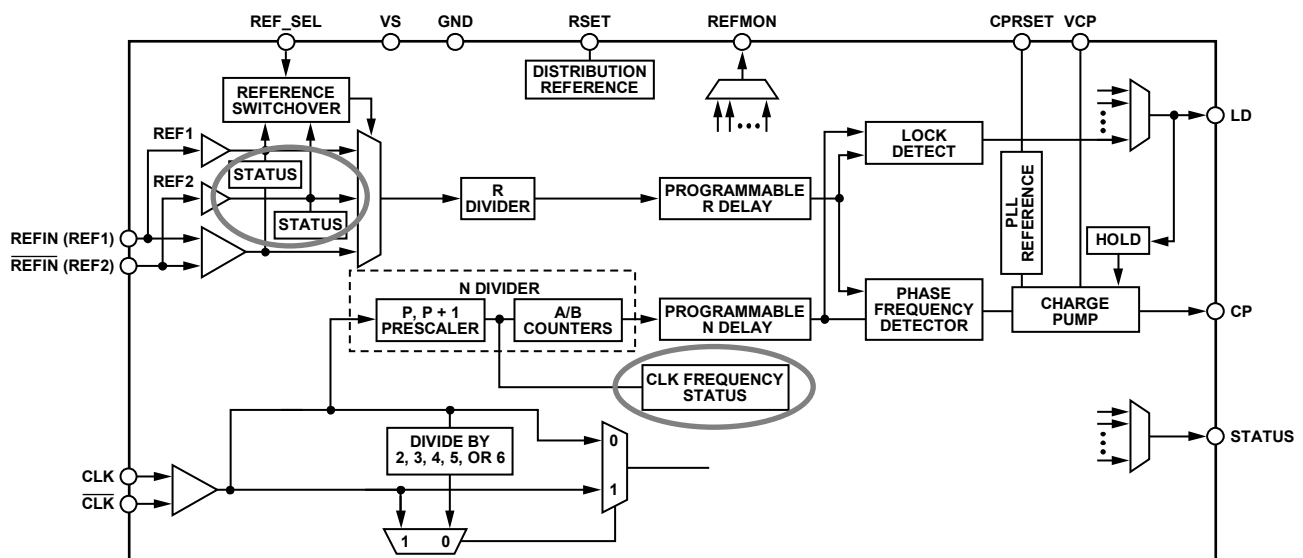 REF_SEL
VS
GND
RSET
REFMON
CPRSET
VCP
DISTRIBUTION
REFERENCE
REFERENCE
SWITCHOVER
REF1
STATUS
REF2
STATUS
REFIN (REF1)
REFIN (REF2)
R
DIVIDER
PROGRAMMABLE
R DELAY
LOCK
DETECT
LD
PLL
REFERENCE
HOLD
N DIVIDER
P, P + 1
PRESCALER
A/B
COUNTERS
PROGRAMMABLE
N DELAY
PHASE
FREQUENCY
DETECTOR
CHARGE
PUMP
CP
CLK FREQUENCY
STATUS
DIVIDE BY
2, 3, 4, 5, OR 6
0
1
STATUS
CLK
CLK
1 0